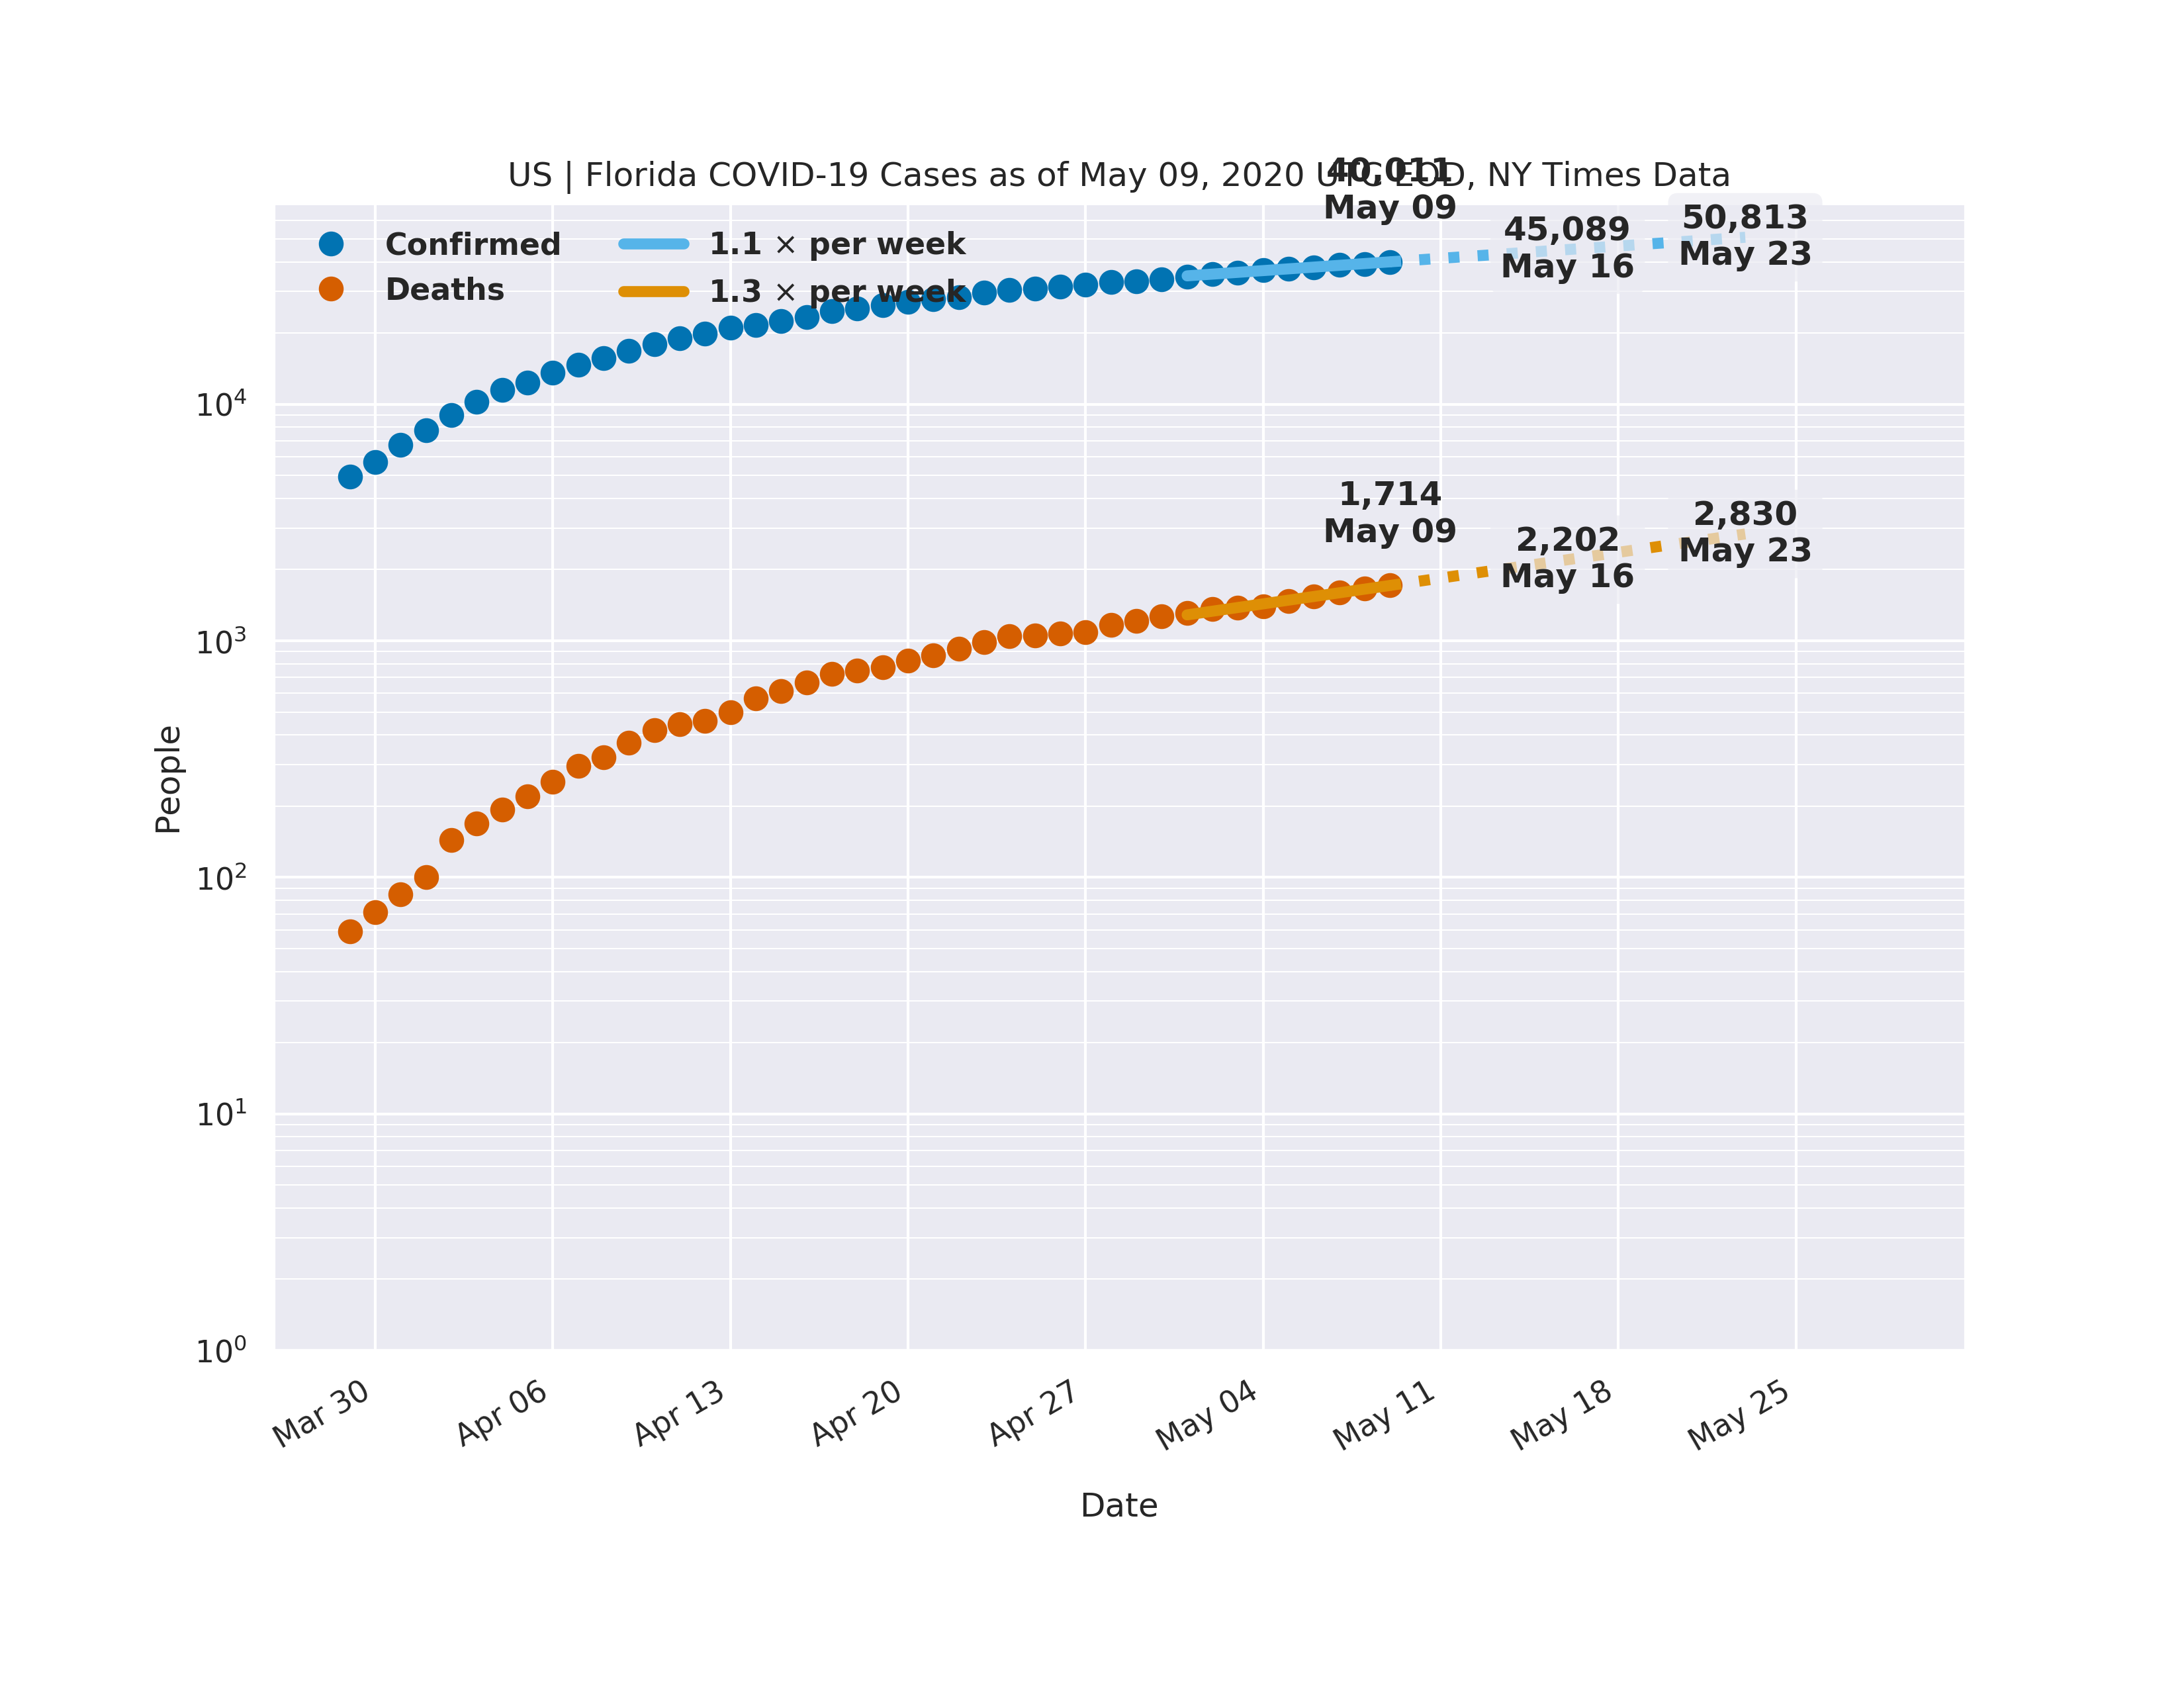 US | Florida COVID-19 Cases as of May 09, 2020 UTC EOD, NY Times Data
40,011
May 09
45,089
May 16
50,813
May 23
Confirmed
Deaths
1.1 × per week
1.3 × per week
1,714
May 09
2,202
May 16
2,830
May 23
10⁴
10³
10²
10¹
10⁰
People
Mar 30
Apr 06
Apr 13
Apr 20
Apr 27
May 04
May 11
May 18
May 25
Date